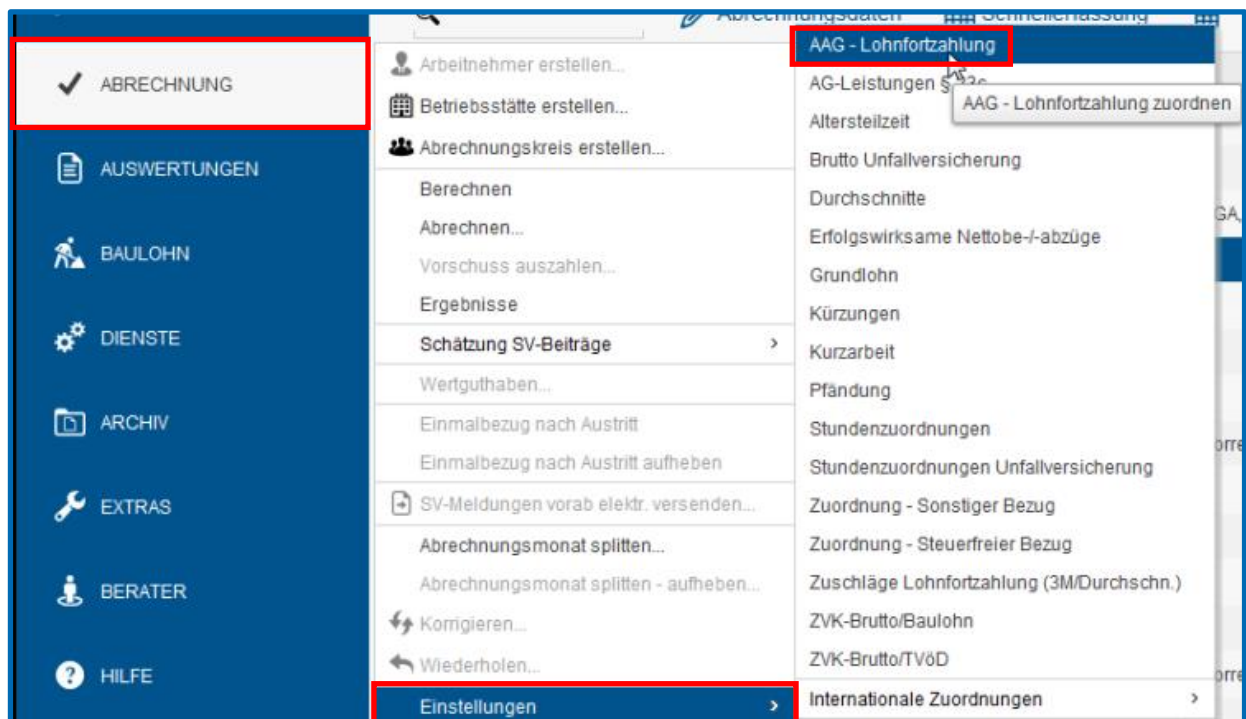 ABRECHNUNG
AUSWERTUNGEN
BAULOHN
DIENSTE
ARCHIV
EXTRAS
BERATER
HILFE
Abrechnungsdaten
Schnellerfassung
Arbeitnehmer erstellen...
Betriebsstätte erstellen...
Abrechnungskreis erstellen...
Berechnen
Abrechnen...
Vorschuss auszahlen...
Ergebnisse
Schätzung SV-Beiträge
Wertguthaben...
Einmalbezug nach Austritt
Einmalbezug nach Austritt aufheben
SV-Meldungen vorab elektr. versenden...
Abrechnungsmonat splitten...
Abrechnungsmonat splitten - aufheben...
Korrigieren...
Wiederholen...
Einstellungen
AAG - Lohnfortzahlung
AG-Leistungen § 23c
AAG - Lohnfortzahlung zuordnen
Altersteilzeit
Brutto Unfallversicherung
Durchschnitte
Erfolgswirksame Nettobe-/-abzüge
Grundlohn
Kürzungen
Kurzarbeit
Pfändung
Stundenzuordnungen
Stundenzuordnungen Unfallversicherung
Zuordnung - Sonstiger Bezug
Zuordnung - Steuerfreier Bezug
Zuschläge Lohnfortzahlung (3M/Durchschn.)
ZVK-Brutto/Baulohn
ZVK-Brutto/TVöD
Internationale Zuordnungen
GA,
orre
orre